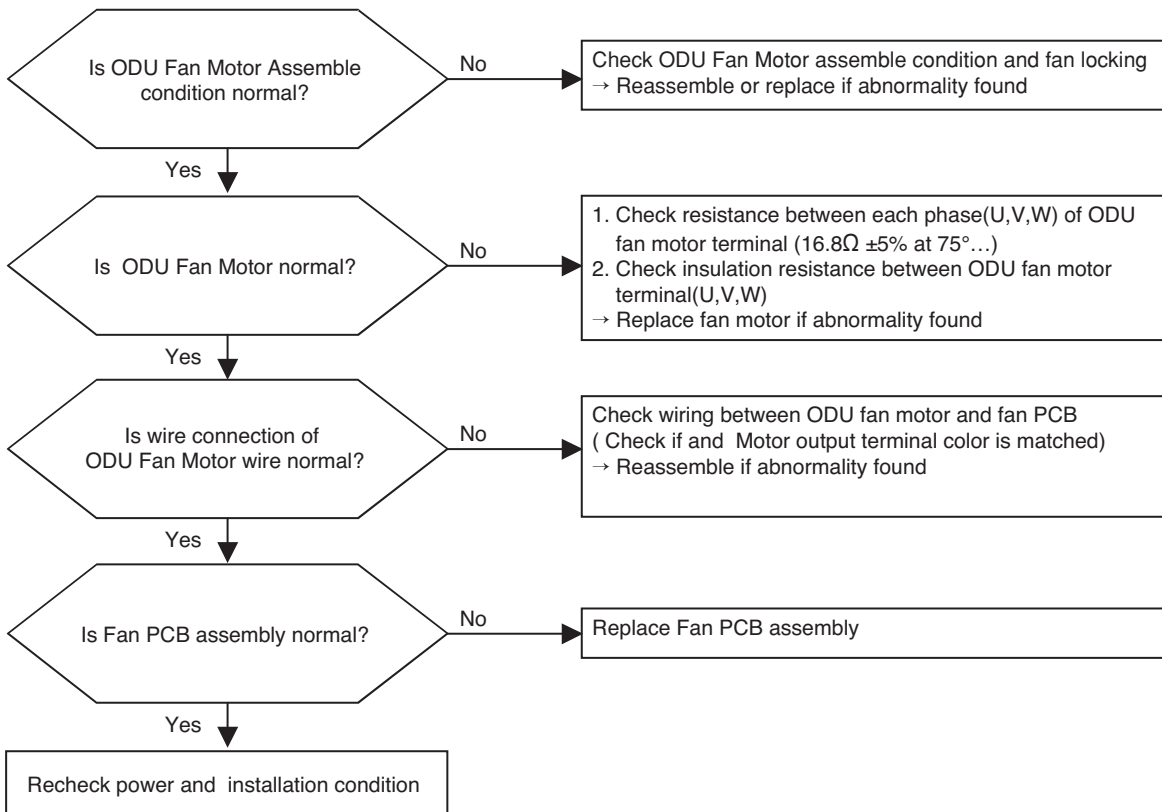 Is ODU Fan Motor Assemble
condition normal?
No
Check ODU Fan Motor assemble condition and fan locking
→ Reassemble or replace if abnormality found
Yes
Is ODU Fan Motor normal?
No
1. Check resistance between each phase(U,V,W) of ODU
fan motor terminal (16.8Ω ±5% at 75°…)
2. Check insulation resistance between ODU fan motor
terminal(U,V,W)
→ Replace fan motor if abnormality found
Yes
Is wire connection of
ODU Fan Motor wire normal?
No
Check wiring between ODU fan motor and fan PCB
( Check if and Motor output terminal color is matched)
→ Reassemble if abnormality found
Yes
Is Fan PCB assembly normal?
No
Replace Fan PCB assembly
Yes
Recheck power and installation condition